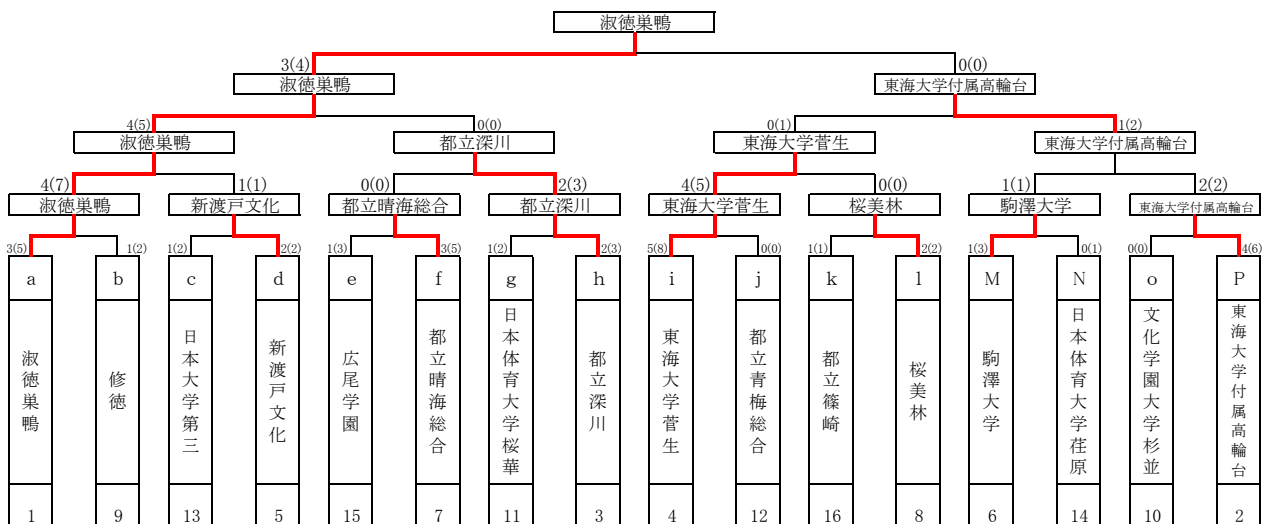 淑徳巣鴨
3(4) 0(0)
淑徳巣鴨 東海大学付属高輪台
4(5) 0(0) 0(1) 1(2)
淑徳巣鴨 都立深川 東海大学菅生 東海大学付属高輪台
4(7) 1(1) 0(0) 2(3) 4(5) 0(0) 1(1) 2(2)
淑徳巣鴨 新渡戸文化 都立晴海総合 都立深川 東海大学菅生 桜美林 駒澤大学 東海大学付属高輪台
3(5) 1(2) 1(2) 2(2) 1(3) 3(5) 1(2) 2(3) 5(8) 0(0) 1(1) 2(2) 1(3) 0(1) 0(0) 4(6)
a b c d e f g h i j k l M N o P
淑徳巣鴨
修徳
日本大学第三
新渡戸文化
広尾学園
都立晴海総合
日本体育大学桜華
都立深川
東海大学菅生
都立青梅総合
都立篠崎
桜美林
駒澤大学
日本体育大学荏原
文化学園大学杉並
東海大学付属高輪台
1 9 13 5 15 7 11 3 4 12 16 8 6 14 10 2